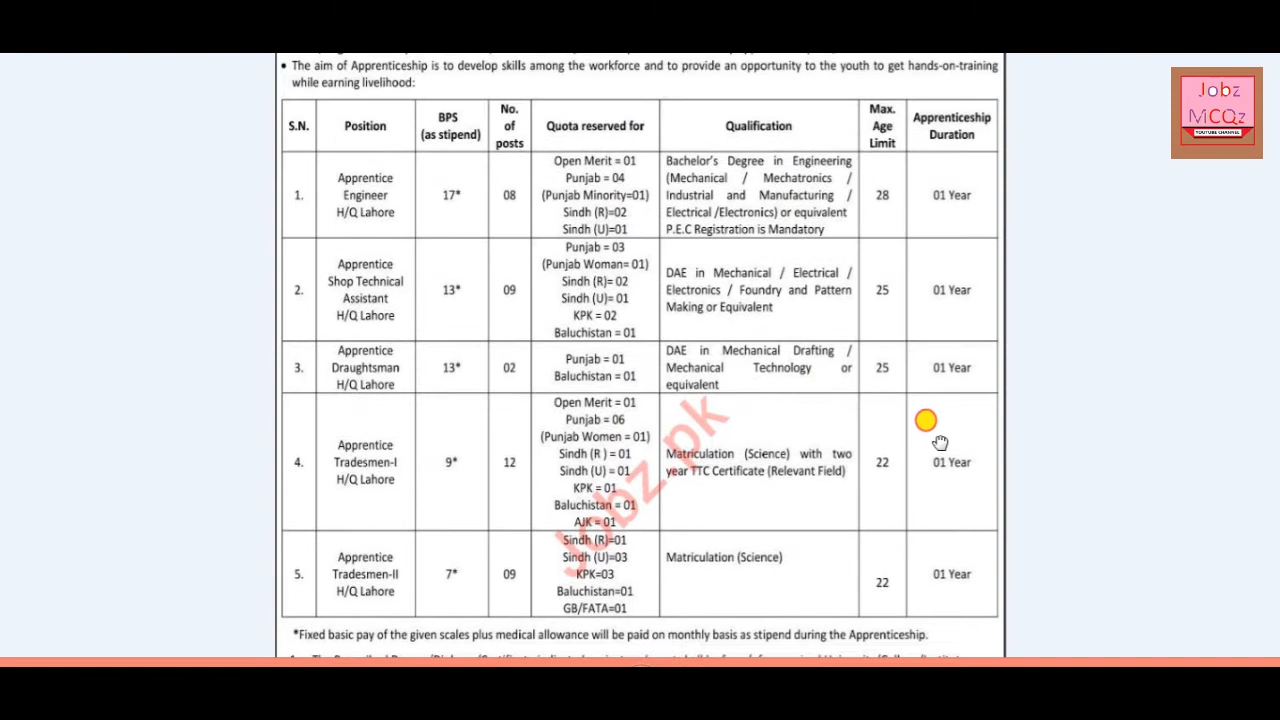 • The aim of Apprenticeship is to develop skills among the workforce and to provide an opportunity to the youth to get hands-on-training
while earning livelihood:
S.N. Position BPS (as stipend) No. of posts Quota reserved for Qualification Max. Age Limit Apprenticeship Duration
1. Apprentice Engineer H/Q Lahore 17* 08
Open Merit = 01
Punjab = 04
(Punjab Minority=01)
Sindh (R)=02
Sindh (U)=01
Bachelor's Degree in Engineering
(Mechanical / Mechatronics /
Industrial and Manufacturing /
Electrical /Electronics) or equivalent
P.E.C Registration is Mandatory
28 01 Year
2. Apprentice Shop Technical Assistant H/Q Lahore 13* 09
Punjab = 03
(Punjab Woman= 01)
Sindh (R)= 02
Sindh (U)= 01
KPK = 02
Baluchistan = 01
DAE in Mechanical / Electrical /
Electronics / Foundry and Pattern
Making or Equivalent
25 01 Year
3. Apprentice Draughtsman H/Q Lahore 13* 02
Punjab = 01
Baluchistan = 01
DAE in Mechanical Drafting /
Mechanical Technology or
equivalent
25 01 Year
4. Apprentice Tradesmen-I H/Q Lahore 9* 12
Open Merit = 01
Punjab = 06
(Punjab Women = 01)
Sindh (R ) = 01
Sindh (U) = 01
KPK = 01
Baluchistan = 01
AJK = 01
Matriculation (Science) with two
year TTC Certificate (Relevant Field)
22 01 Year
5. Apprentice Tradesmen-II H/Q Lahore 7* 09
Sindh (R)=01
Sindh (U)=03
KPK=03
Baluchistan=01
GB/FATA=01
Matriculation (Science)
22 01 Year
*Fixed basic pay of the given scales plus medical allowance will be paid on monthly basis as stipend during the Apprenticeship.
Jobz.pk
Jobz
MCQz
YOUTUBE CHANNEL